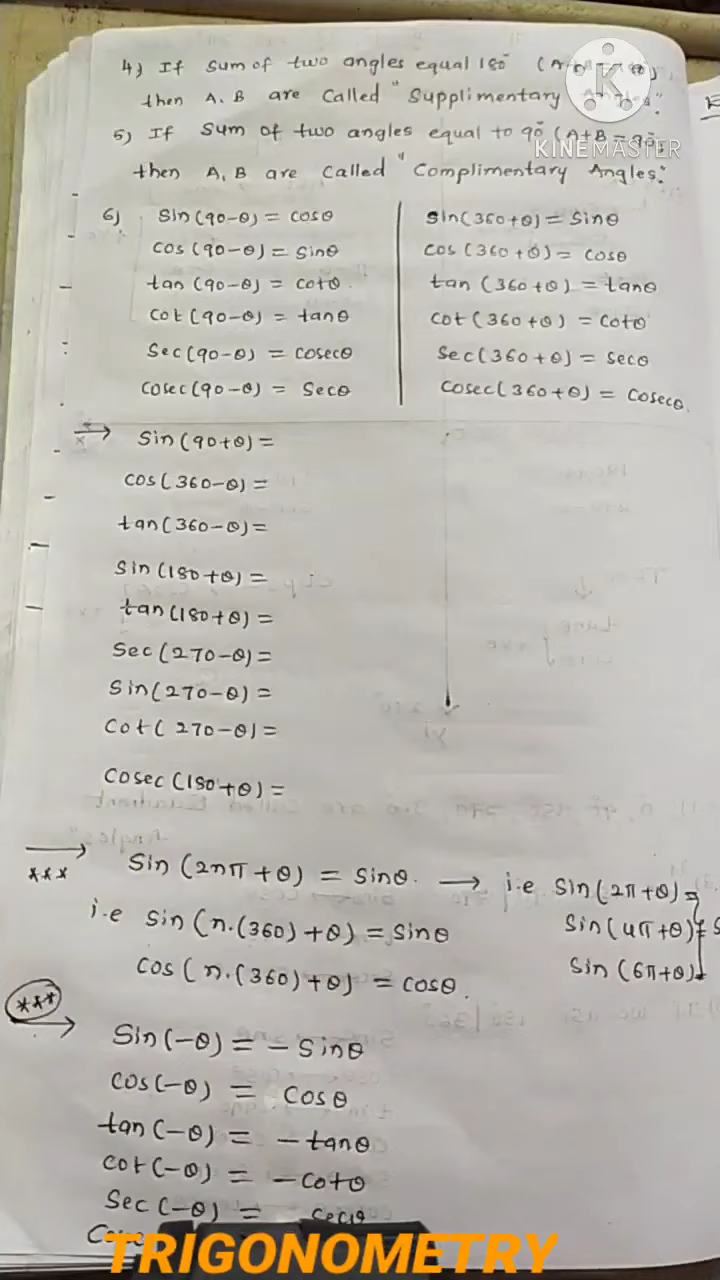 4) If sum of two angles equal 180° (A+B = 180),
then A, B are called "Supplimentary Angles".
KINEMASTER
5) If sum of two angles equal to 90° (A+B = 90°,
then A, B are called "Complimentary Angles."
6) Sin(90-θ) = cosθ
cos(90-θ) = sinθ
tan(90-θ) = cotθ
cot(90-θ) = tanθ
Sec(90-θ) = cosecθ
cosec(90-θ) = Secθ
sin(360+θ) = sinθ
cos(360+θ) = cosθ
tan(360+θ) = tanθ
cot(360+θ) = cotθ
sec(360+θ) = secθ
cosec(360+θ) = cosecθ.
→ sin(90+θ) =
cos(360-θ) =
tan(360-θ) =
sin(180+θ) =
tan(180+θ) =
Sec(270-θ) =
sin(270-θ) =
cot(270-θ) =
cosec(180+θ) =
→ *** Sin(2nπ+θ) = sinθ. → i.e Sin(2π+θ) =
i.e sin(n.(360)+θ) = sinθ Sin(4π+θ) = S
cos(n.(360)+θ) = cosθ. Sin(6π+θ) =
*** →
Sin(-θ) = - sinθ
cos(-θ) = cosθ
tan(-θ) = -tanθ
cot(-θ) = -cotθ
Sec(-θ) =
TRIGONOMETRY